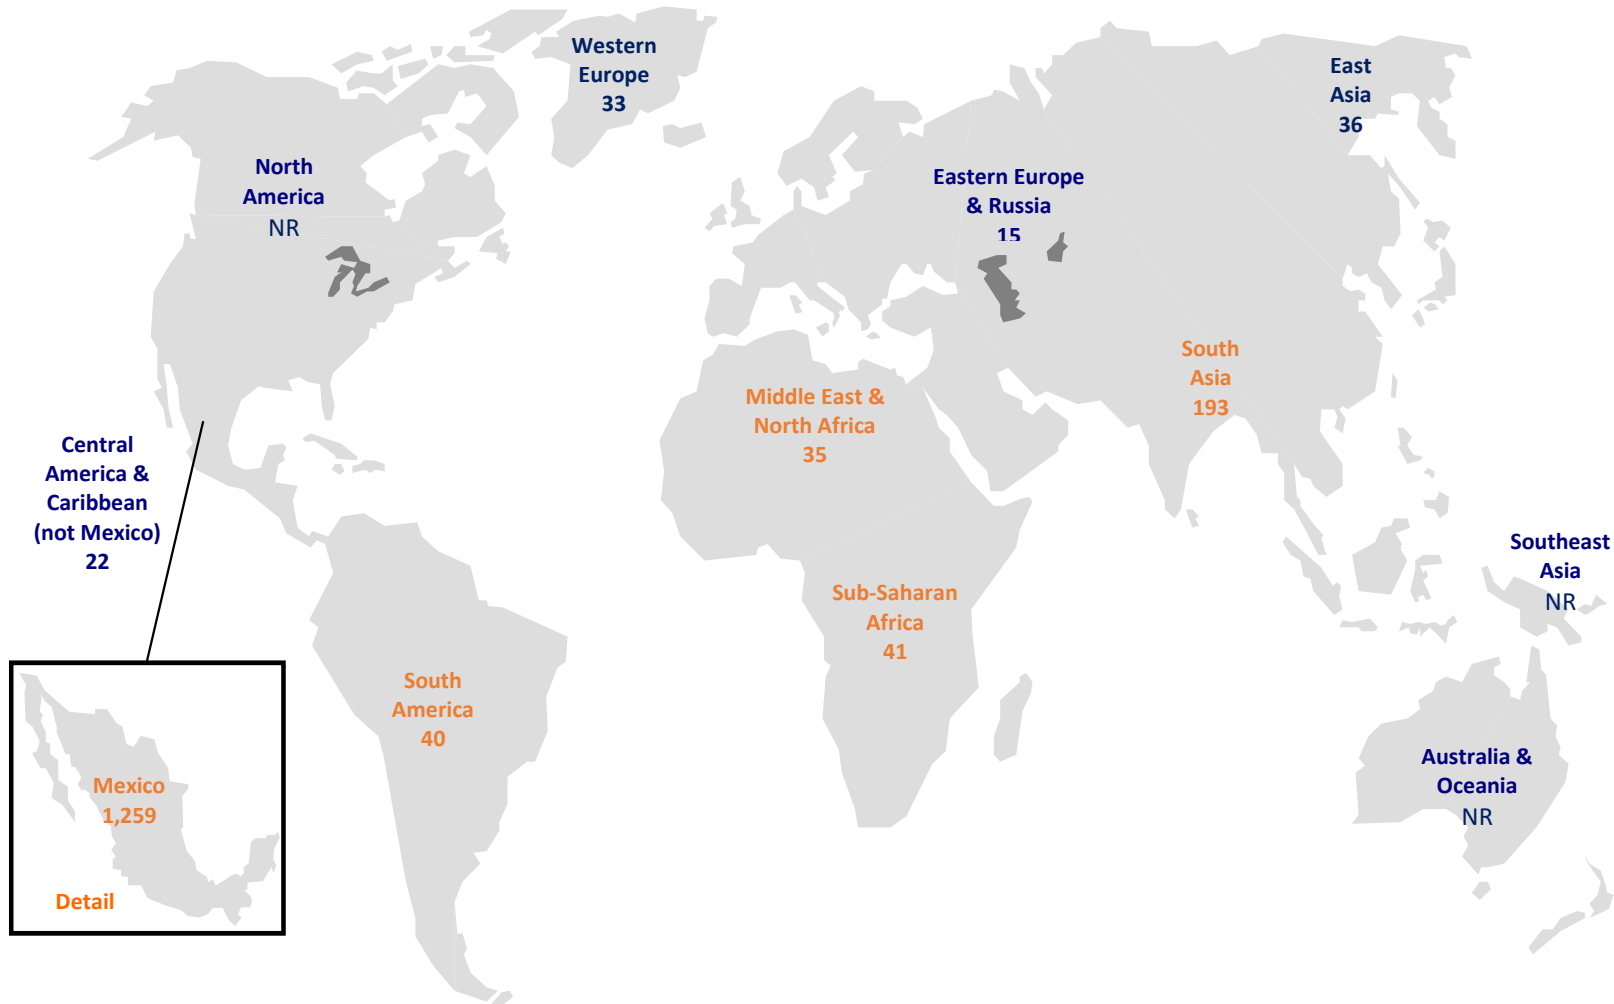 Western
Europe
33
East
Asia
36
North
America
NR
Eastern Europe
& Russia
15
South
Asia
193
Middle East &
North Africa
35
Central
America &
Caribbean
(not Mexico)
22
Southeast
Asia
NR
Sub-Saharan
Africa
41
South
America
40
Australia &
Oceania
NR
Mexico
1,259
Detail